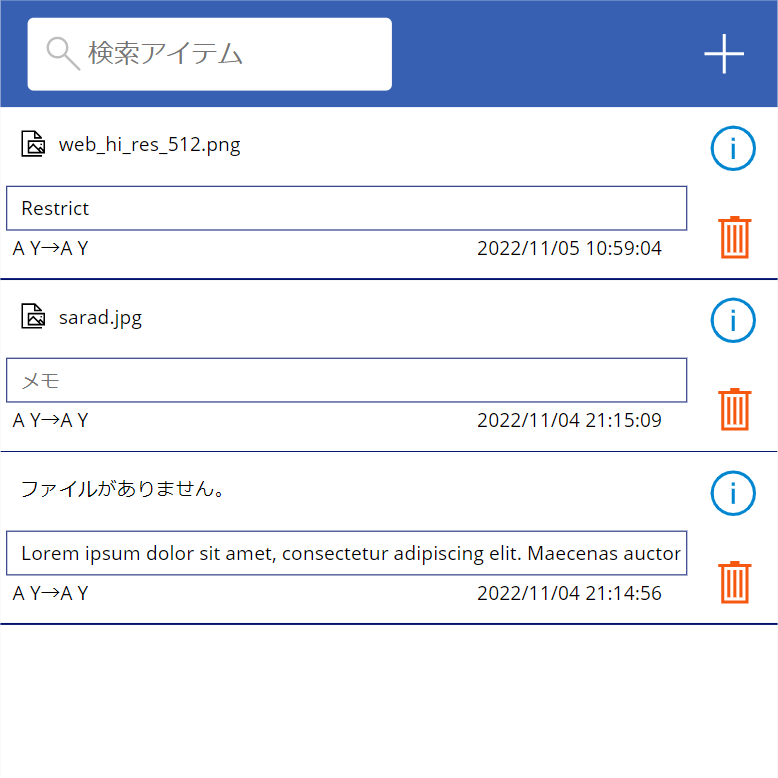 検索アイテム
web_hi_res_512.png
Restrict
A Y→A Y 2022/11/05 10:59:04
sarad.jpg
メモ
A Y→A Y 2022/11/04 21:15:09
ファイルがありません。
Lorem ipsum dolor sit amet, consectetur adipiscing elit. Maecenas auctor
A Y→A Y 2022/11/04 21:14:56